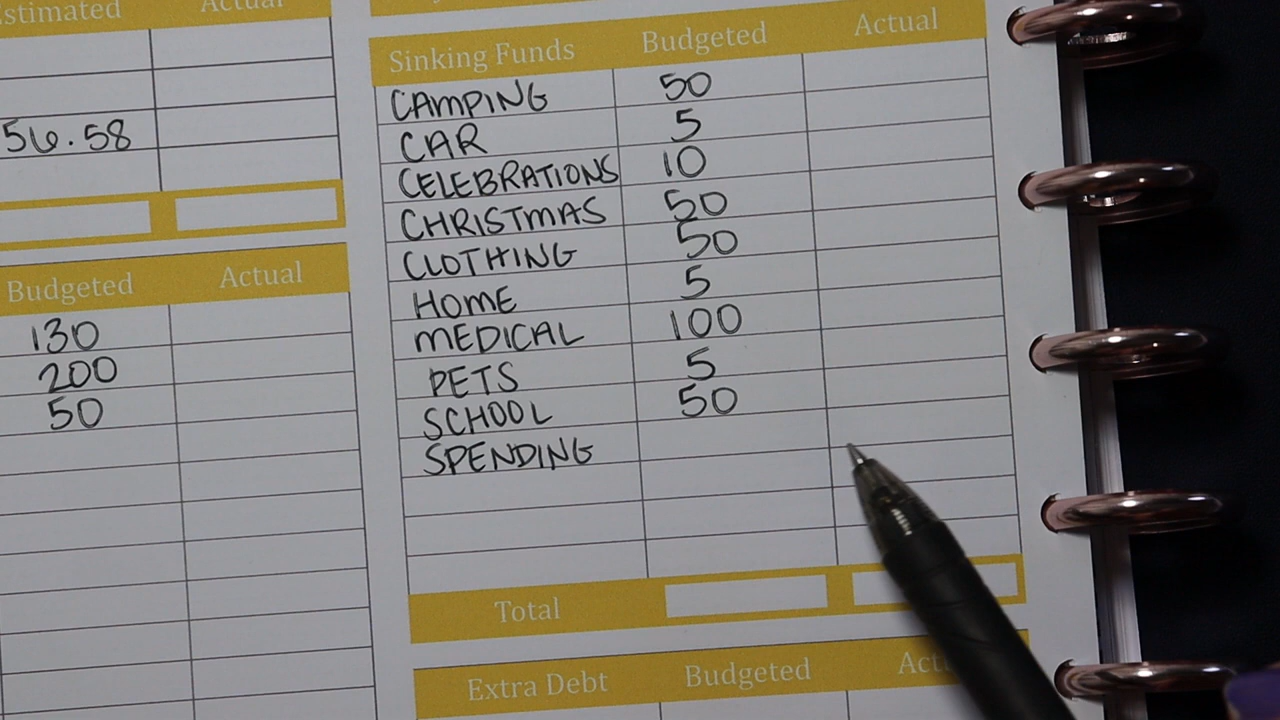 Estimated Actual
56.58
Budgeted Actual
130
200
50
Sinking Funds Budgeted Actual
CAMPING 50
CAR 5
CELEBRATIONS 10
CHRISTMAS 50
CLOTHING 50
HOME 5
MEDICAL 100
PETS 5
SCHOOL 50
SPENDING
Total
Extra Debt Budgeted